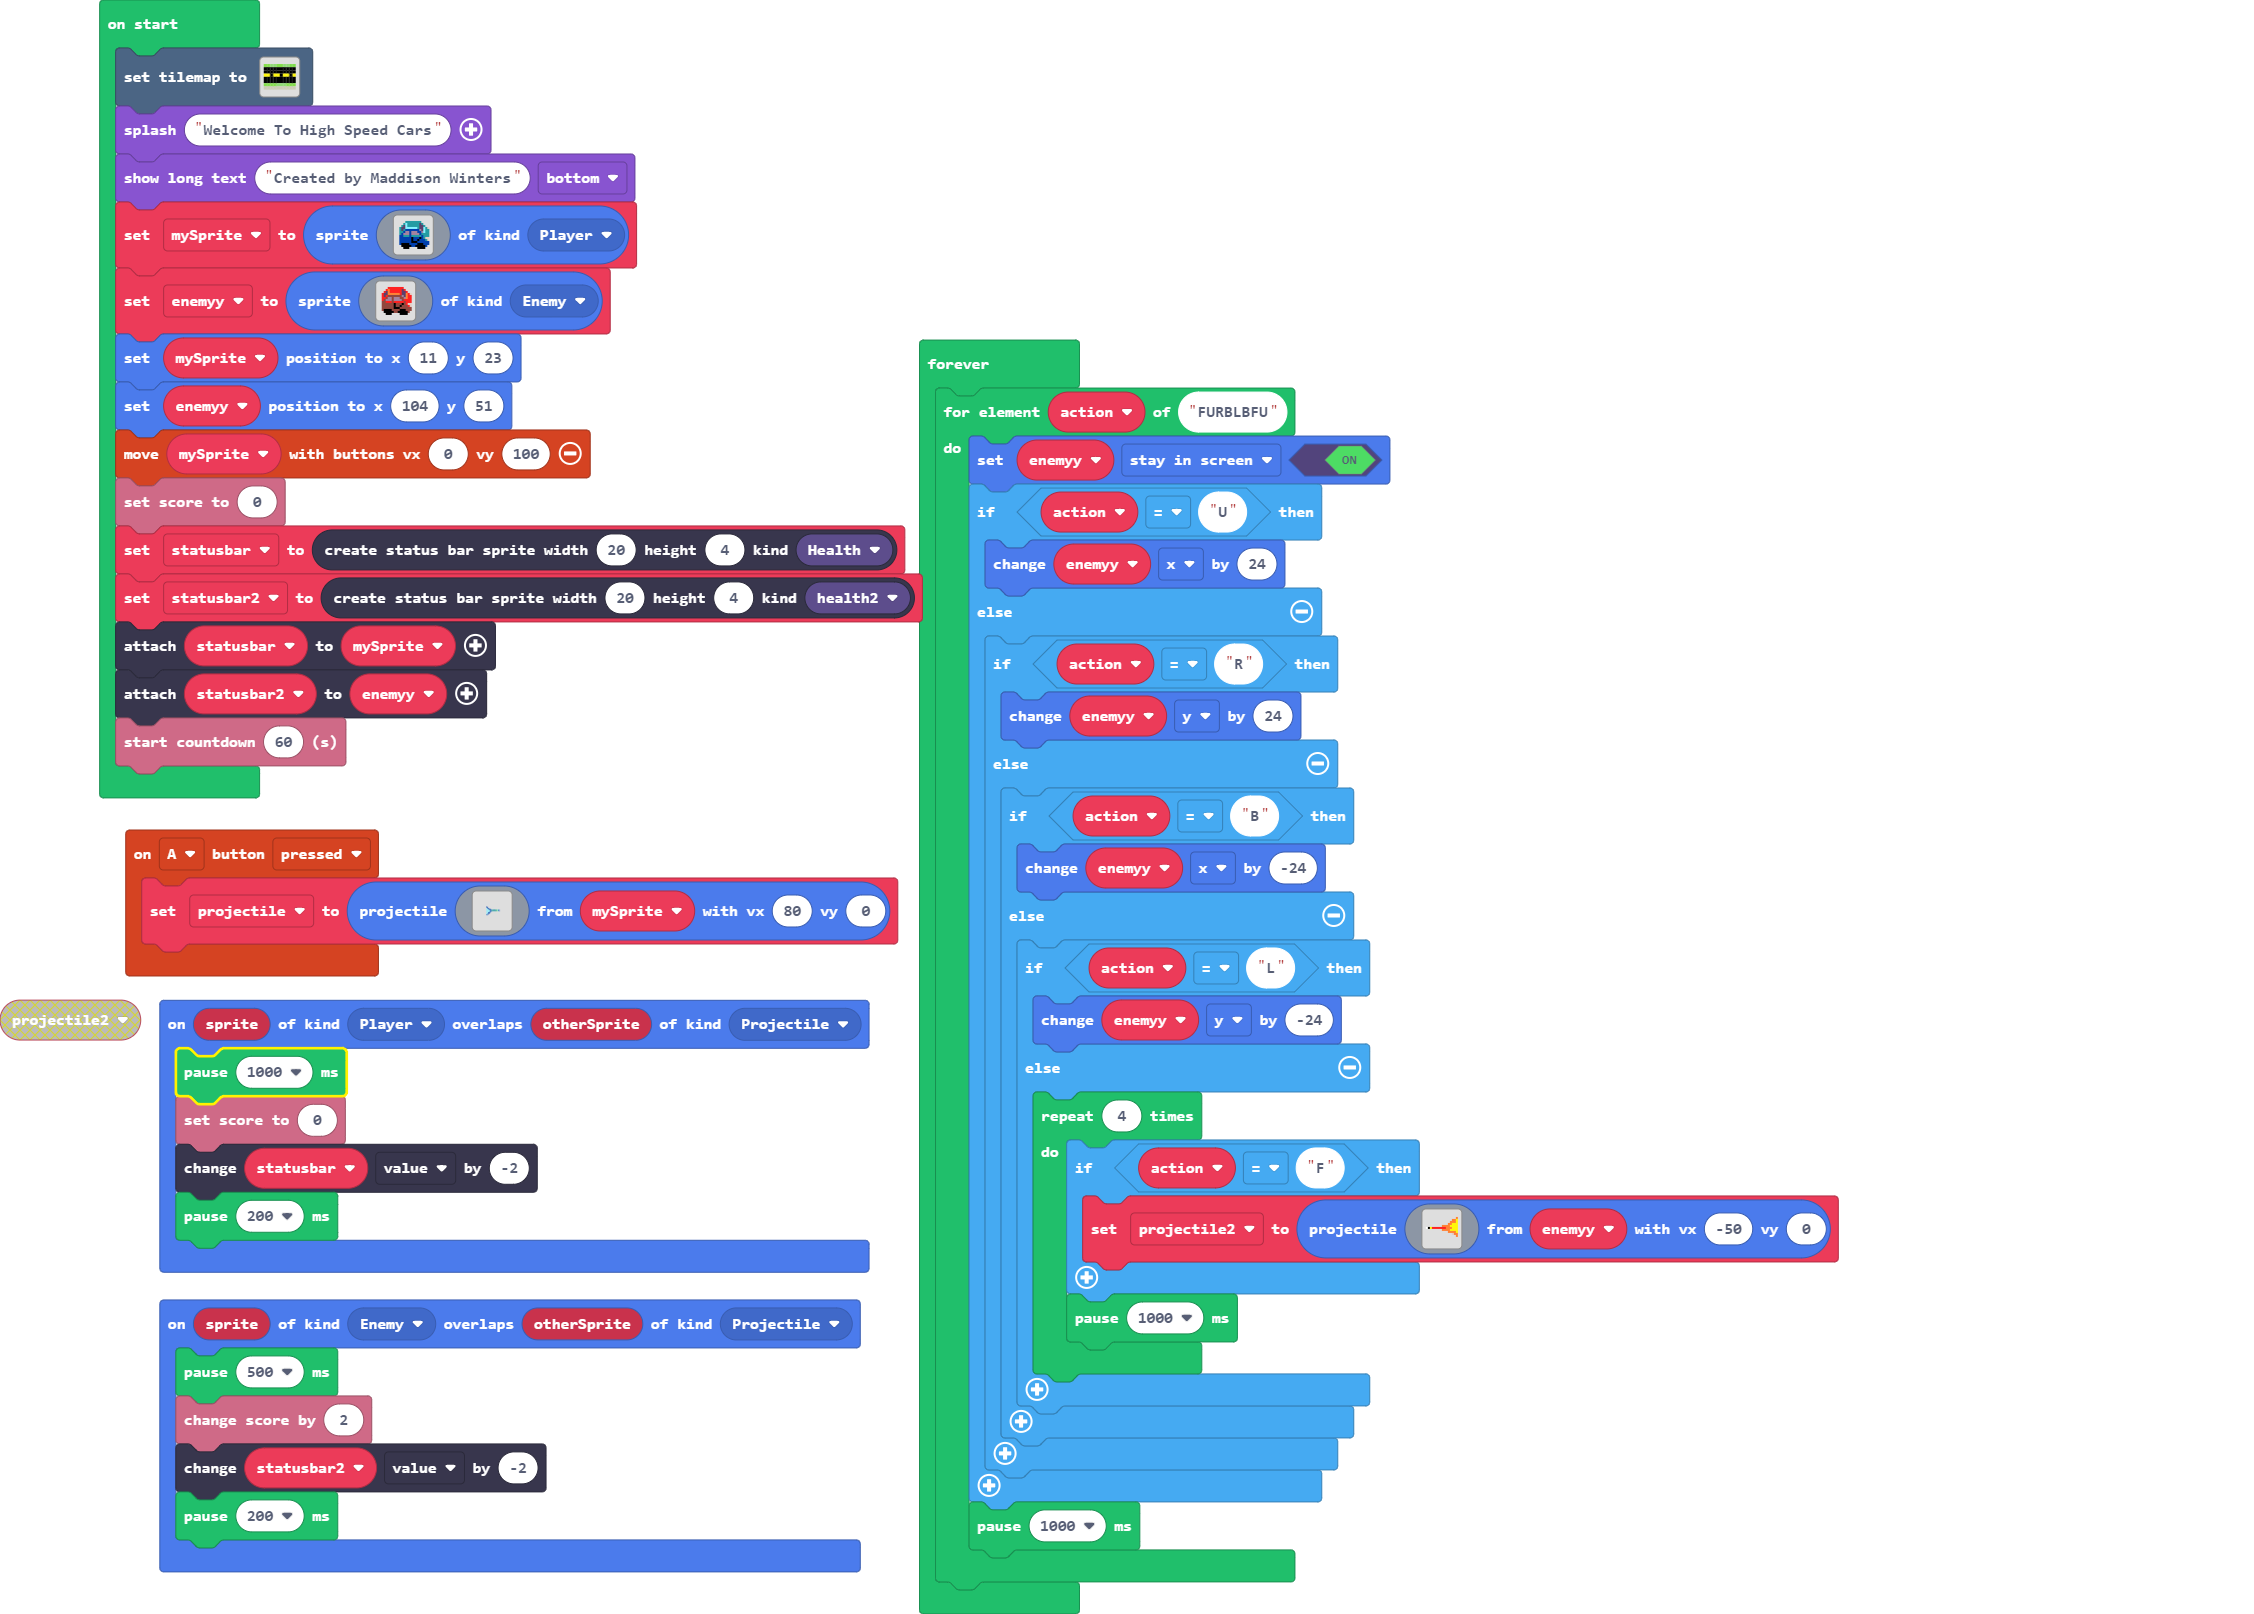 on start
set tilemap to
splash "Welcome To High Speed Cars"
show long text "Created by Maddison Winters" bottom
set mySprite to sprite of kind Player
set enemyy to sprite of kind Enemy
set mySprite position to x 11 y 23
set enemyy position to x 104 y 51
move mySprite with buttons vx 0 vy 100
set score to 0
set statusbar to create status bar sprite width 20 height 4 kind Health
set statusbar2 to create status bar sprite width 20 height 4 kind health2
attach statusbar to mySprite
attach statusbar2 to enemyy
start countdown 60 (s)
on A button pressed
set projectile to projectile from mySprite with vx 80 vy 0
projectile2
on sprite of kind Player overlaps otherSprite of kind Projectile
pause 1000 ms
set score to 0
change statusbar value by -2
pause 200 ms
on sprite of kind Enemy overlaps otherSprite of kind Projectile
pause 500 ms
change score by 2
change statusbar2 value by -2
pause 200 ms
forever
for element action of "FURBLBFU"
do
set enemyy stay in screen ON
if action = "U" then
change enemyy x by 24
else
if action = "R" then
change enemyy y by 24
else
if action = "B" then
change enemyy x by -24
else
if action = "L" then
change enemyy y by -24
else
repeat 4 times
do
if action = "F" then
set projectile2 to projectile from enemyy with vx -50 vy 0
pause 1000 ms
pause 1000 ms